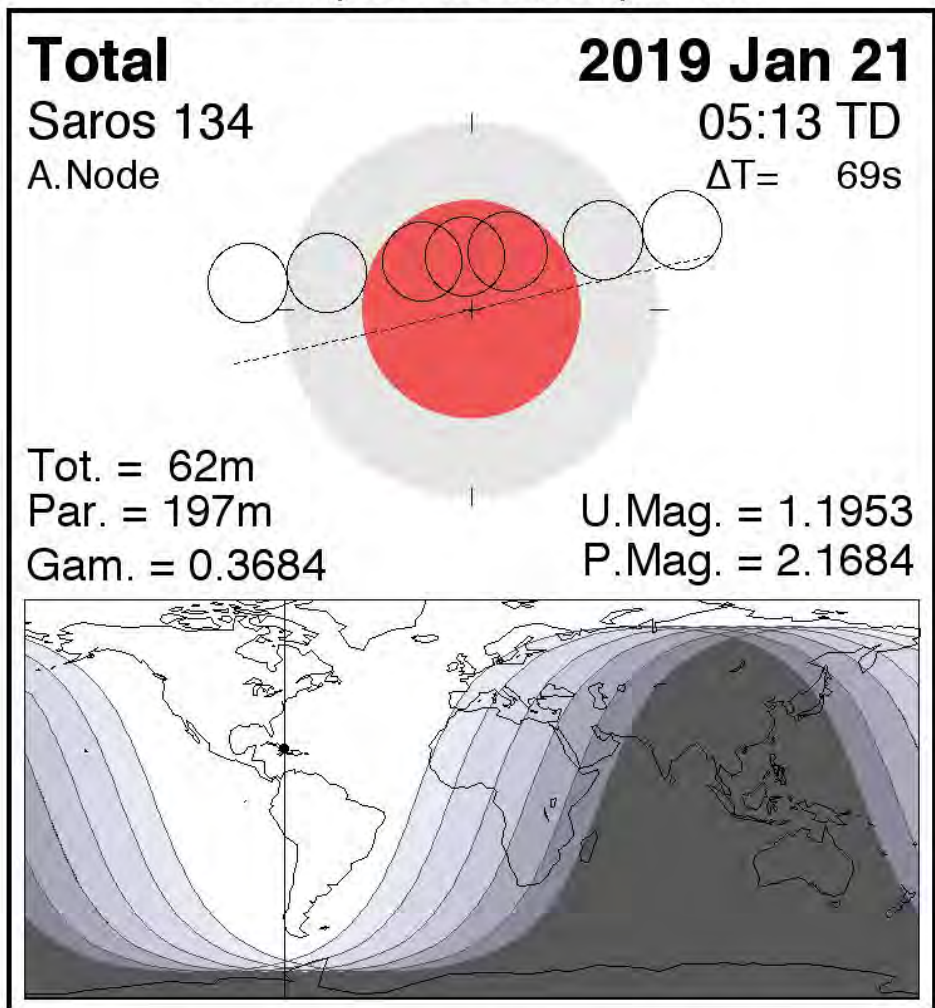 Total 2019 Jan 21
Saros 134 05:13 TD
A.Node ΔT= 69s
Tot. = 62m
Par. = 197m U.Mag. = 1.1953
Gam. = 0.3684 P.Mag. = 2.1684